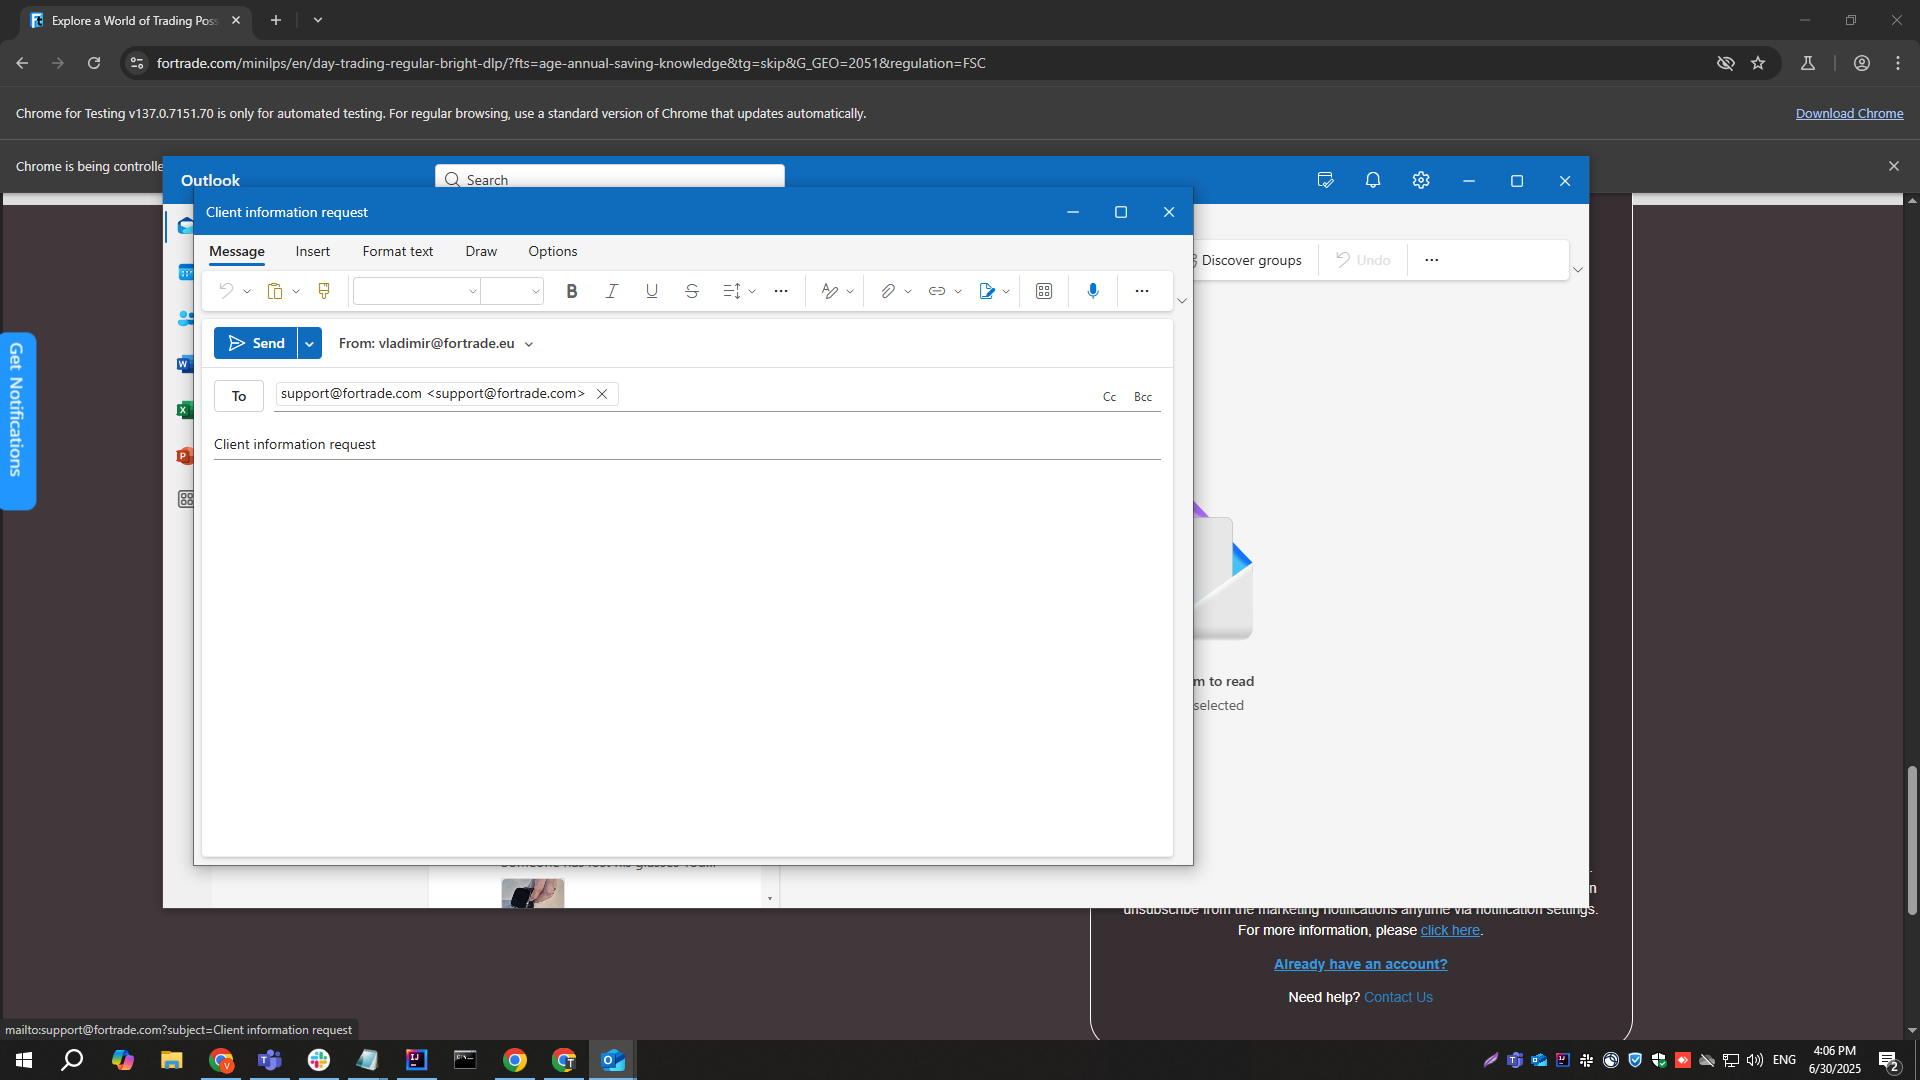 Explore a World of Trading Poss
fortrade.com/minilps/en/day-trading-regular-bright-dlp/?fts=age-annual-saving-knowledge&tg=skip&G_GEO=2051&regulation=FSC
Chrome for Testing v137.0.7151.70 is only for automated testing. For regular browsing, use a standard version of Chrome that updates automatically.
Download Chrome
Chrome is being controlle
Outlook
Search
Client information request
Message
Insert
Format text
Draw
Options
Discover groups
Undo
Send
From: vladimir@fortrade.eu
To
support@fortrade.com <support@fortrade.com>
Cc
Bcc
Client information request
Get Notifications
m to read
selected
unsubscribe from the marketing notifications anytime via notification settings.
For more information, please click here.
Already have an account?
Need help? Contact Us
mailto:support@fortrade.com?subject=Client information request
ENG
4:06 PM
6/30/2025
2